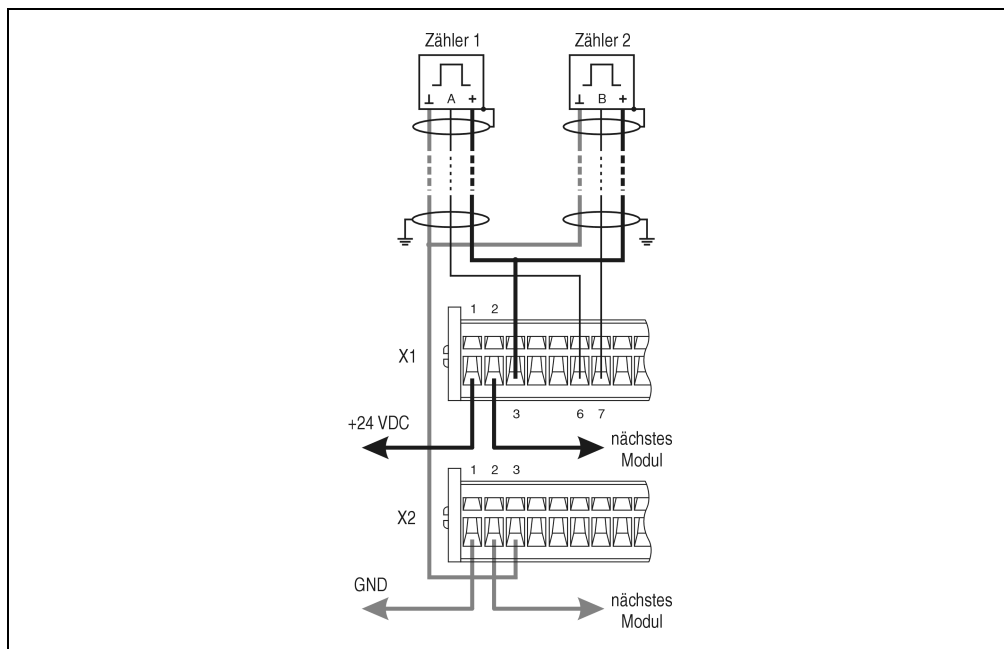 Zähler 1 Zähler 2
⊥ A + ⊥ B +
1 2
X1
3 6 7
+24 VDC
nächstes
Modul
1 2 3
X2
GND
nächstes
Modul